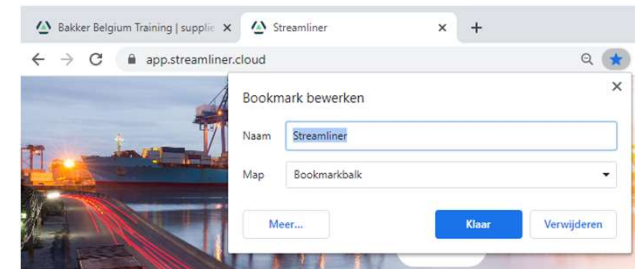 Bakker Belgium Training | supplie
Streamliner
app.streamliner.cloud
Bookmark bewerken
Naam Streamliner
Map Bookmarkbalk
Meer... Klaar Verwijderen